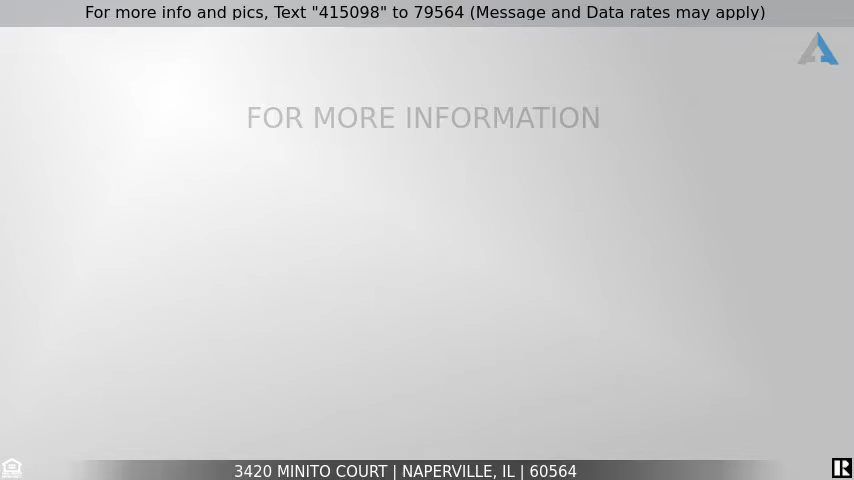 For more info and pics, Text "415098" to 79564 (Message and Data rates may apply)
FOR MORE INFORMATION
3420 MINITO COURT | NAPERVILLE, IL | 60564